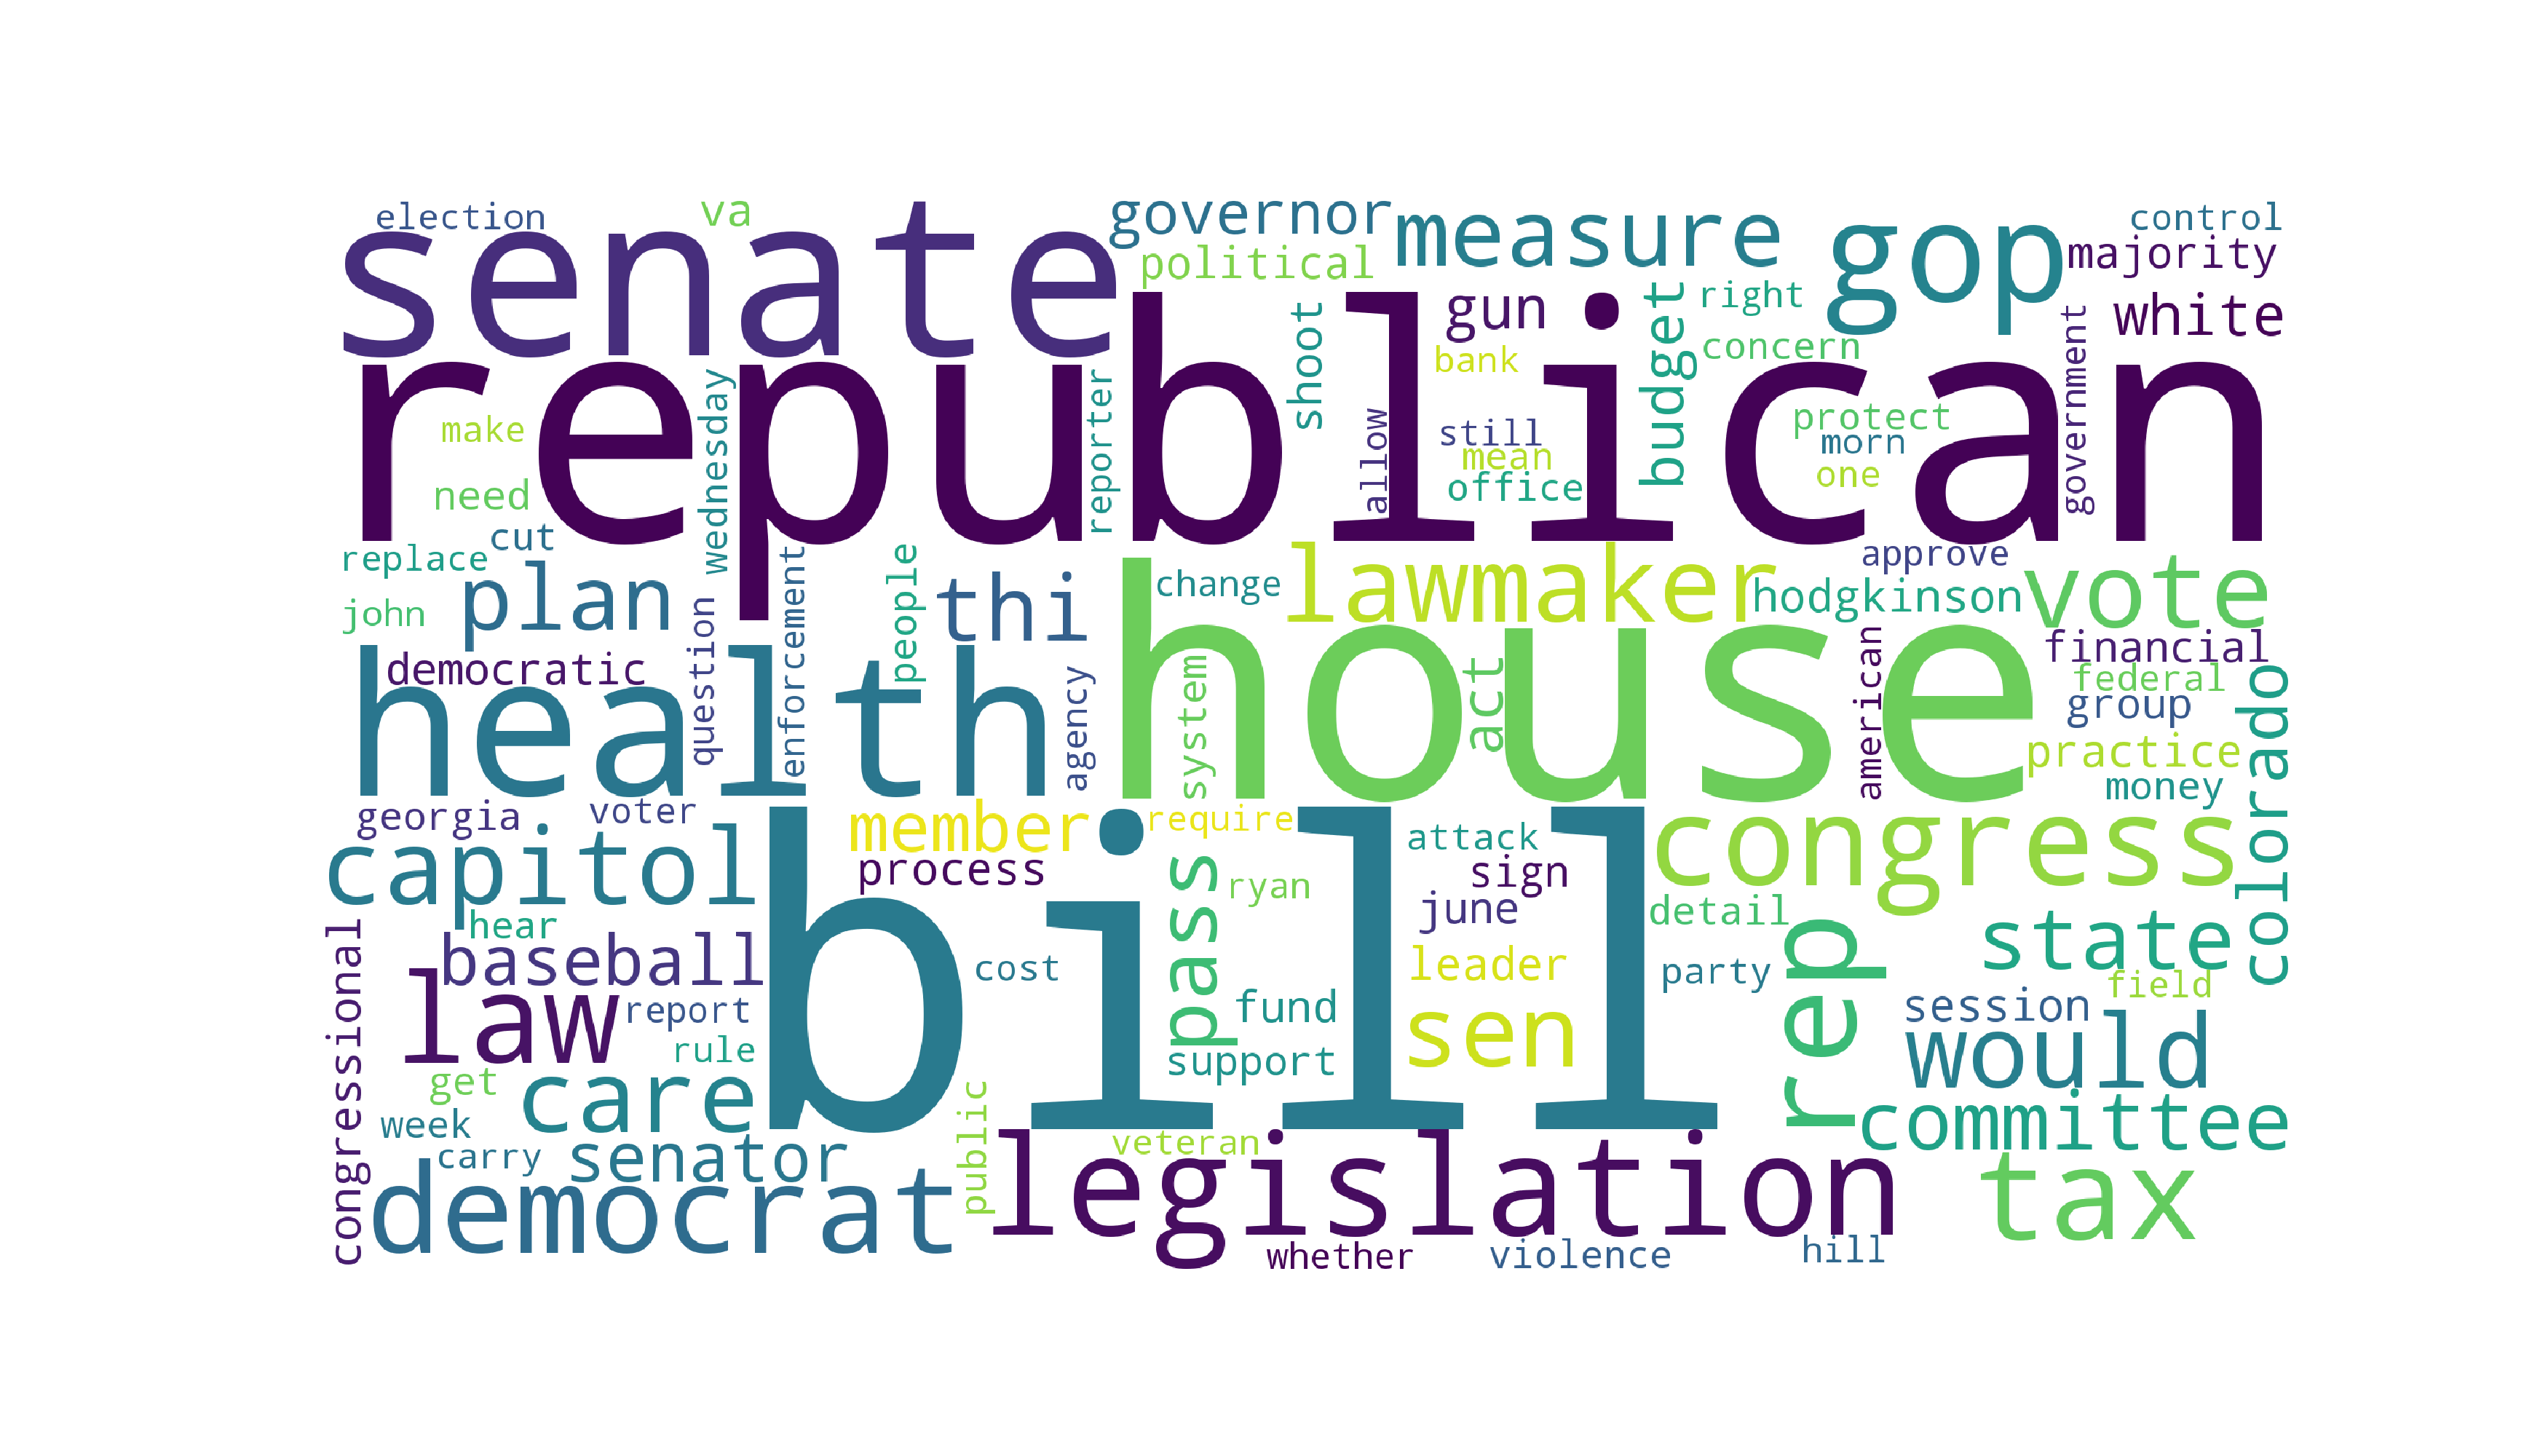 election
va
governor
measure
gop
control
senate
political
majority
republican
gun
right
white
shoot
budget
concern
government
bank
wednesday
reporter
make
allow
still
protect
mean
morn
need
office
one
cut
replace
plan
enforcement
people
thi
change
lawmaker
approve
hodgkinson
vote
john
question
democratic
health
house
agency
system
act
american
financial
federal
group
colorado
practice
money
georgia
voter
member
require
capitol
process
bill
pass
ryan
attack
sign
june
congress
detail
rep
state
hear
baseball
congressional
law
report
cost
leader
party
field
fund
sen
session
rule
support
would
get
care
week
public
carry
senator
veteran
committee
democrat
legislation
tax
whether
violence
hill